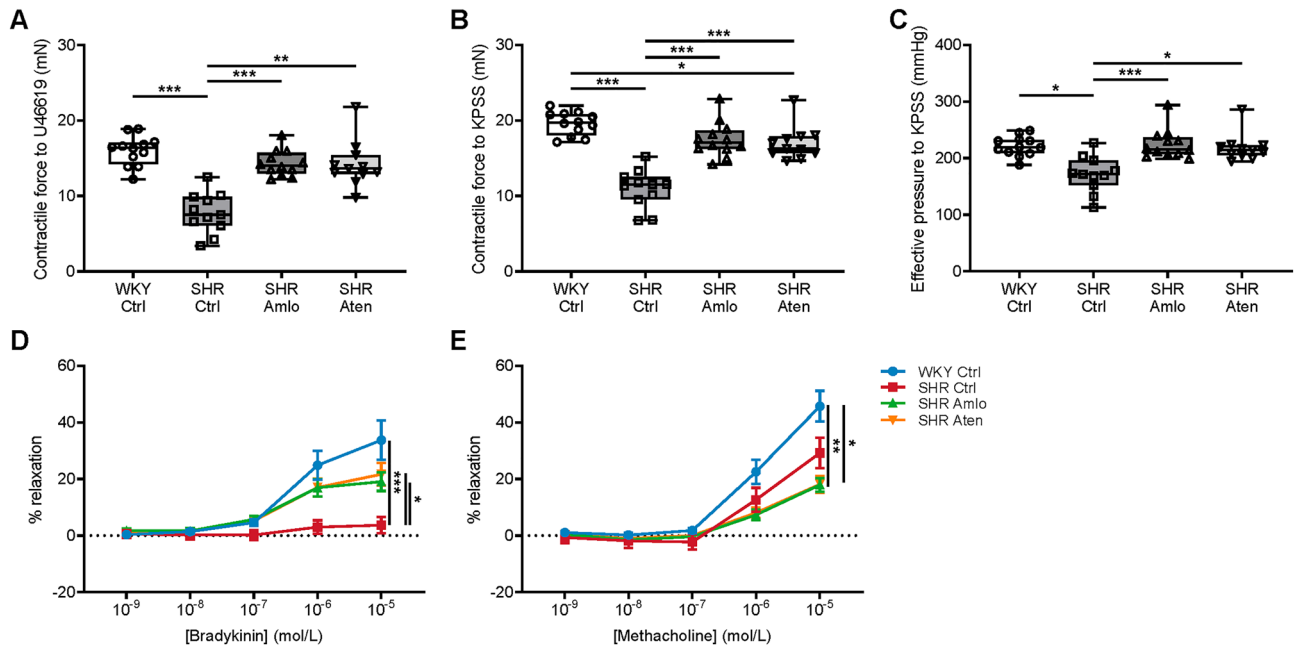 A
Contractile force to U46619 (mN)
30
20
10
0
***
***
**
WKY
Ctrl
SHR
Ctrl
SHR
Amlo
SHR
Aten
B
Contractile force to KPSS (mN)
30
20
10
0
***
***
*
***
WKY
Ctrl
SHR
Ctrl
SHR
Amlo
SHR
Aten
C
Effective pressure to KPSS (mmHg)
400
300
200
100
0
*
***
*
WKY
Ctrl
SHR
Ctrl
SHR
Amlo
SHR
Aten
D
% relaxation
60
40
20
0
-20
***
*
10⁻⁹
10⁻⁸
10⁻⁷
10⁻⁶
10⁻⁵
[Bradykinin] (mol/L)
E
% relaxation
60
40
20
0
-20
**
*
10⁻⁹
10⁻⁸
10⁻⁷
10⁻⁶
10⁻⁵
[Methacholine] (mol/L)
WKY Ctrl
SHR Ctrl
SHR Amlo
SHR Aten